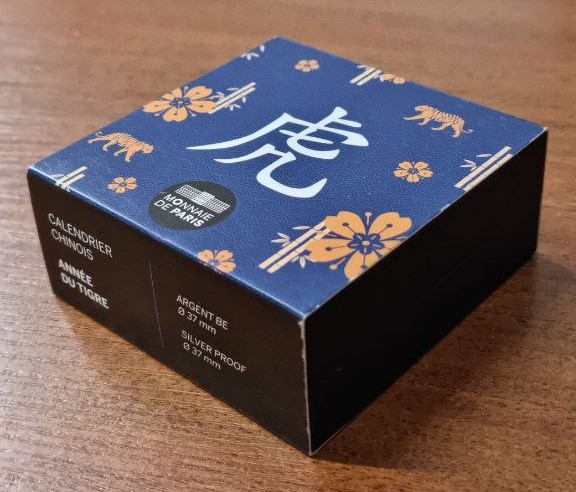 虎
MONNAIE
DE PARIS
CALENDRIER
CHINOIS
ANNÉE
DU TIGRE
ARGENT BE
Ø 37 mm
SILVER PROOF
Ø 37 mm